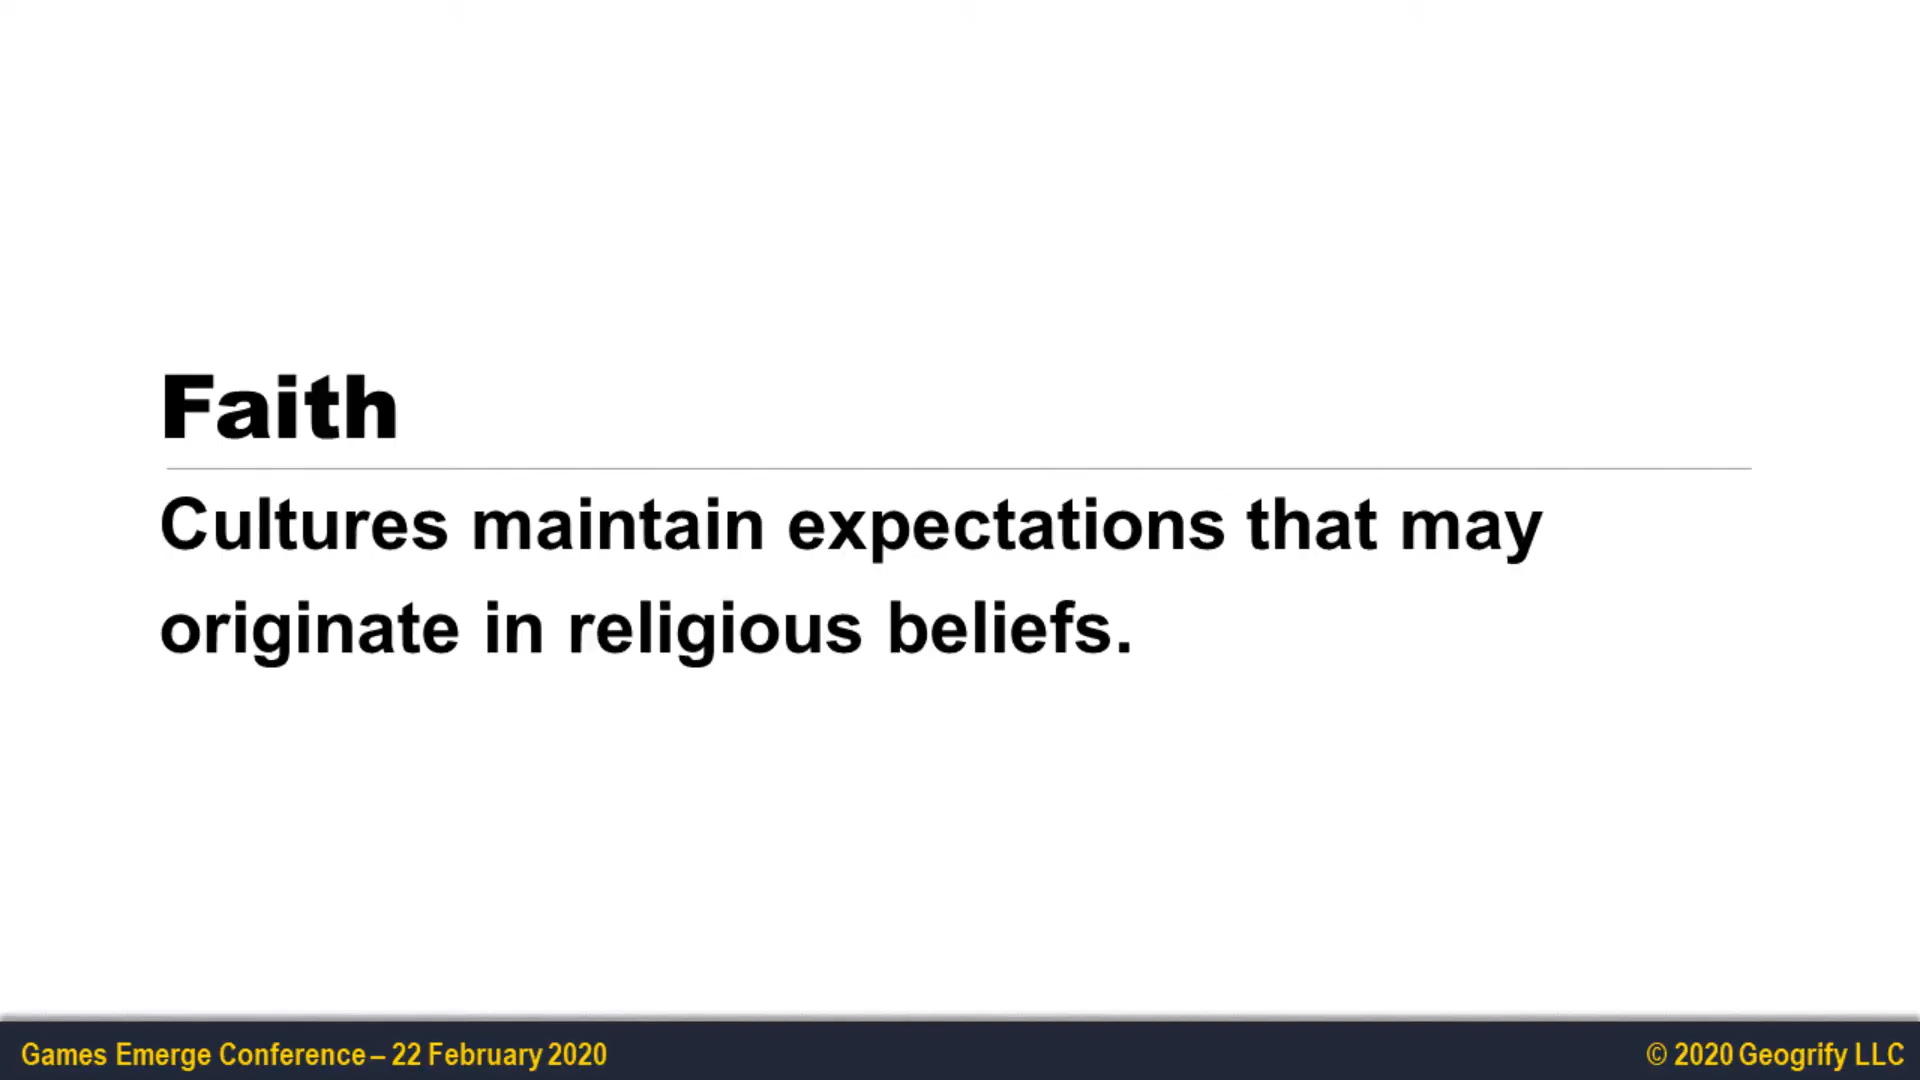 Faith
Cultures maintain expectations that may
originate in religious beliefs.
Games Emerge Conference – 22 February 2020
© 2020 Geogrify LLC